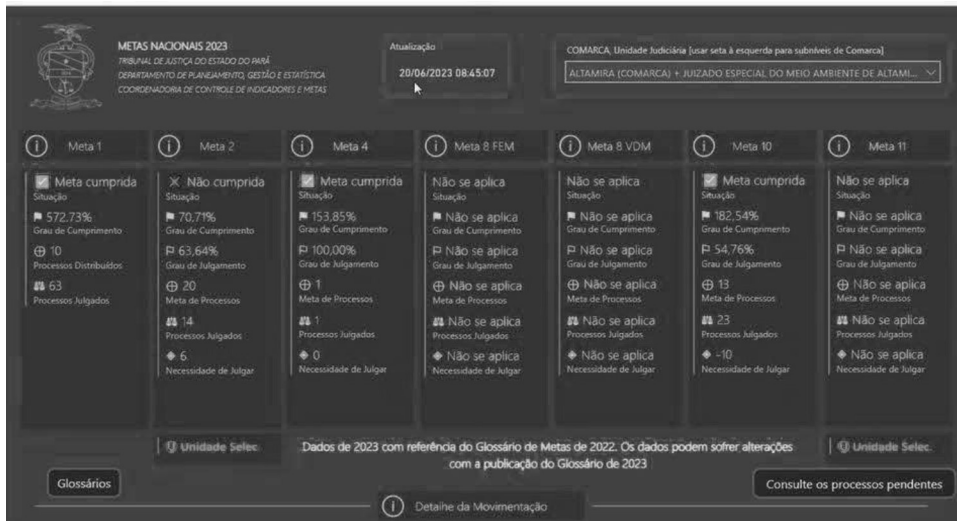 METAS NACIONAIS 2023
TRIBUNAL DE JUSTIÇA DO ESTADO DO PARÁ
DEPARTAMENTO DE PLANEJAMENTO, GESTÃO E ESTATÍSTICA
COORDENADORIA DE CONTROLE DE INDICADORES E METAS
Atualização
20/06/2023 08:45:07
COMARCA, Unidade Judiciária [usar seta à esquerda para subníveis de Comarca]
ALTAMIRA (COMARCA) + JUIZADO ESPECIAL DO MEIO AMBIENTE DE ALTAMI...
Meta 1
Meta cumprida
Situação
572,73%
Grau de Cumprimento
10
Processos Distribuídos
63
Processos Julgados
Meta 2
Não cumprida
Situação
70,71%
Grau de Cumprimento
63,64%
Grau de Julgamento
20
Meta de Processos
14
Processos Julgados
6
Necessidade de Julgar
Meta 4
Meta cumprida
Situação
153,85%
Grau de Cumprimento
100,00%
Grau de Julgamento
1
Meta de Processos
1
Processos Julgados
0
Necessidade de Julgar
Meta 8 FEM
Não se aplica
Situação
Não se aplica
Grau de Cumprimento
Não se aplica
Grau de Julgamento
Não se aplica
Meta de Processos
Não se aplica
Processos Julgados
Não se aplica
Necessidade de Julgar
Meta 8 VDM
Não se aplica
Situação
Não se aplica
Grau de Cumprimento
Não se aplica
Grau de Julgamento
Não se aplica
Meta de Processos
Não se aplica
Processos Julgados
Não se aplica
Necessidade de Julgar
Meta 10
Meta cumprida
Situação
182,54%
Grau de Cumprimento
54,76%
Grau de Julgamento
13
Meta de Processos
23
Processos Julgados
-10
Necessidade de Julgar
Meta 11
Não se aplica
Situação
Não se aplica
Grau de Cumprimento
Não se aplica
Grau de Julgamento
Não se aplica
Meta de Processos
Não se aplica
Processos Julgados
Não se aplica
Necessidade de Julgar
Unidade Selec.
Dados de 2023 com referência do Glossário de Metas de 2022. Os dados podem sofrer alterações
com a publicação do Glossário de 2023
Unidade Selec.
Glossários
Consulte os processos pendentes
Detalhe da Movimentação